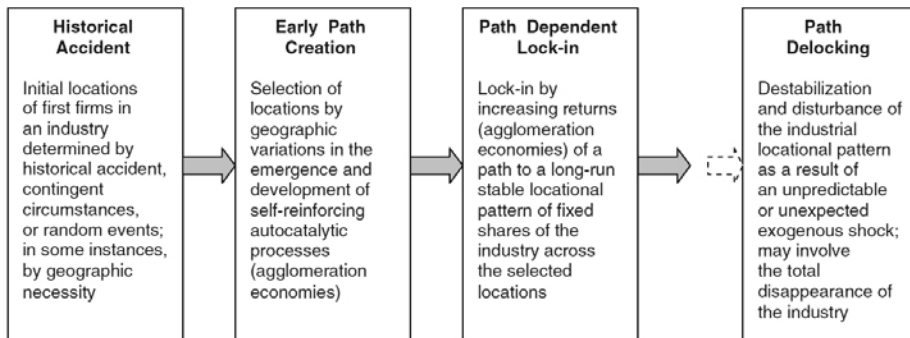 Historical
Accident
Initial locations
of first firms in
an industry
determined by
historical accident,
contingent
circumstances,
or random events;
in some instances,
by geographic
necessity
Early Path
Creation
Selection of
locations by
geographic
variations in the
emergence and
development of
self-reinforcing
autocatalytic
processes
(agglomeration
economies)
Path Dependent
Lock-in
Lock-in by
increasing returns
(agglomeration
economies) of a
path to a long-run
stable locational
pattern of fixed
shares of the
industry across
the selected
locations
Path
Delocking
Destabilization
and disturbance of
the industrial
locational pattern
as a result of
an unpredictable
or unexpected
exogenous shock;
may involve
the total
disappearance of
the industry